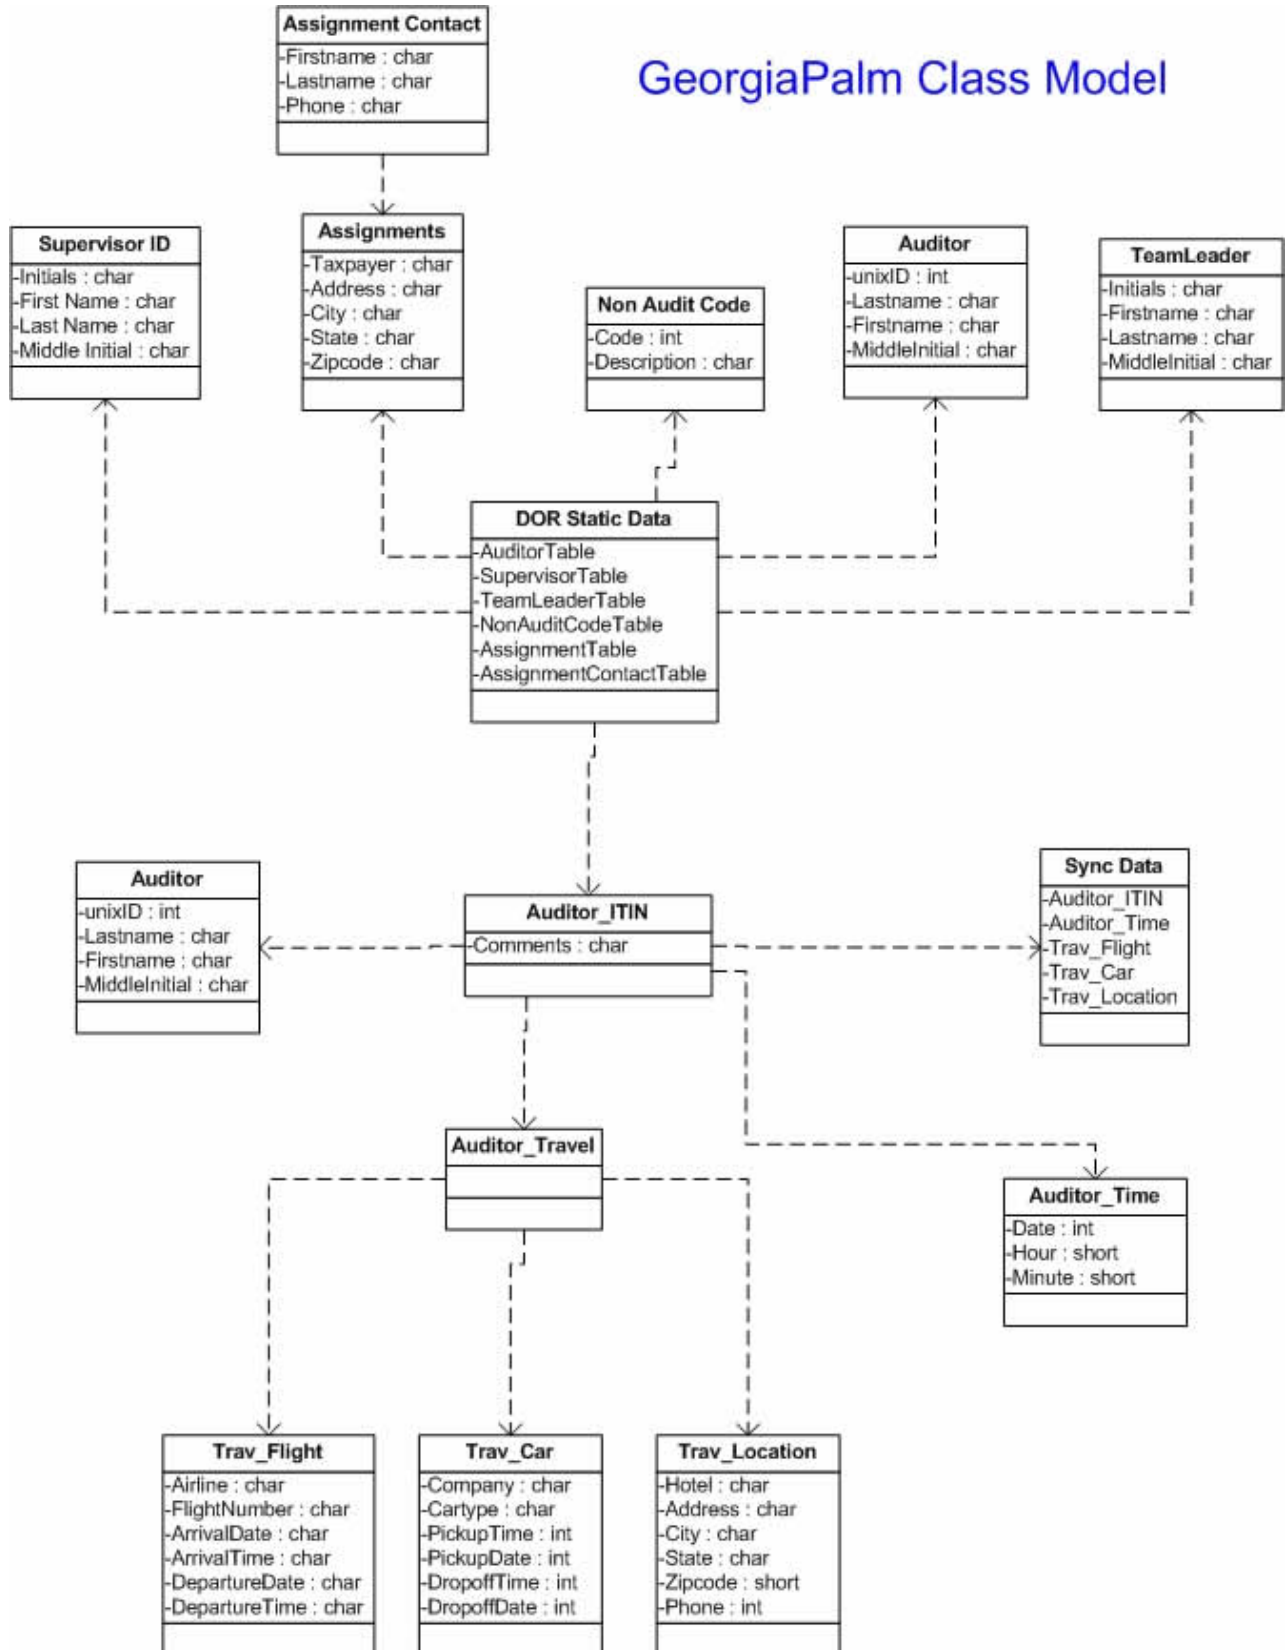 Assignment Contact
-Firstname : char
-Lastname : char
-Phone : char
GeorgiaPalm Class Model
Supervisor ID
-Initials : char
-First Name : char
-Last Name : char
-Middle Initial : char
Assignments
-Taxpayer : char
-Address : char
-City : char
-State : char
-Zipcode : char
Non Audit Code
-Code : int
-Description : char
Auditor
-unixID : int
-Lastname : char
-Firstname : char
-MiddleInitial : char
TeamLeader
-Initials : char
-Firstname : char
-Lastname : char
-MiddleInitial : char
DOR Static Data
-AuditorTable
-SupervisorTable
-TeamLeaderTable
-NonAuditCodeTable
-AssignmentTable
-AssignmentContactTable
Auditor
-unixID : int
-Lastname : char
-Firstname : char
-MiddleInitial : char
Auditor_ITIN
-Comments : char
Sync Data
-Auditor_ITIN
-Auditor_Time
-Trav_Flight
-Trav_Car
-Trav_Location
Auditor_Travel
Auditor_Time
-Date : int
-Hour : short
-Minute : short
Trav_Flight
-Airline : char
-FlightNumber : char
-ArrivalDate : char
-ArrivalTime : char
-DepartureDate : char
-DepartureTime : char
Trav_Car
-Company : char
-Cartype : char
-PickupTime : int
-PickupDate : int
-DropoffTime : int
-DropoffDate : int
Trav_Location
-Hotel : char
-Address : char
-City : char
-State : char
-Zipcode : short
-Phone : int